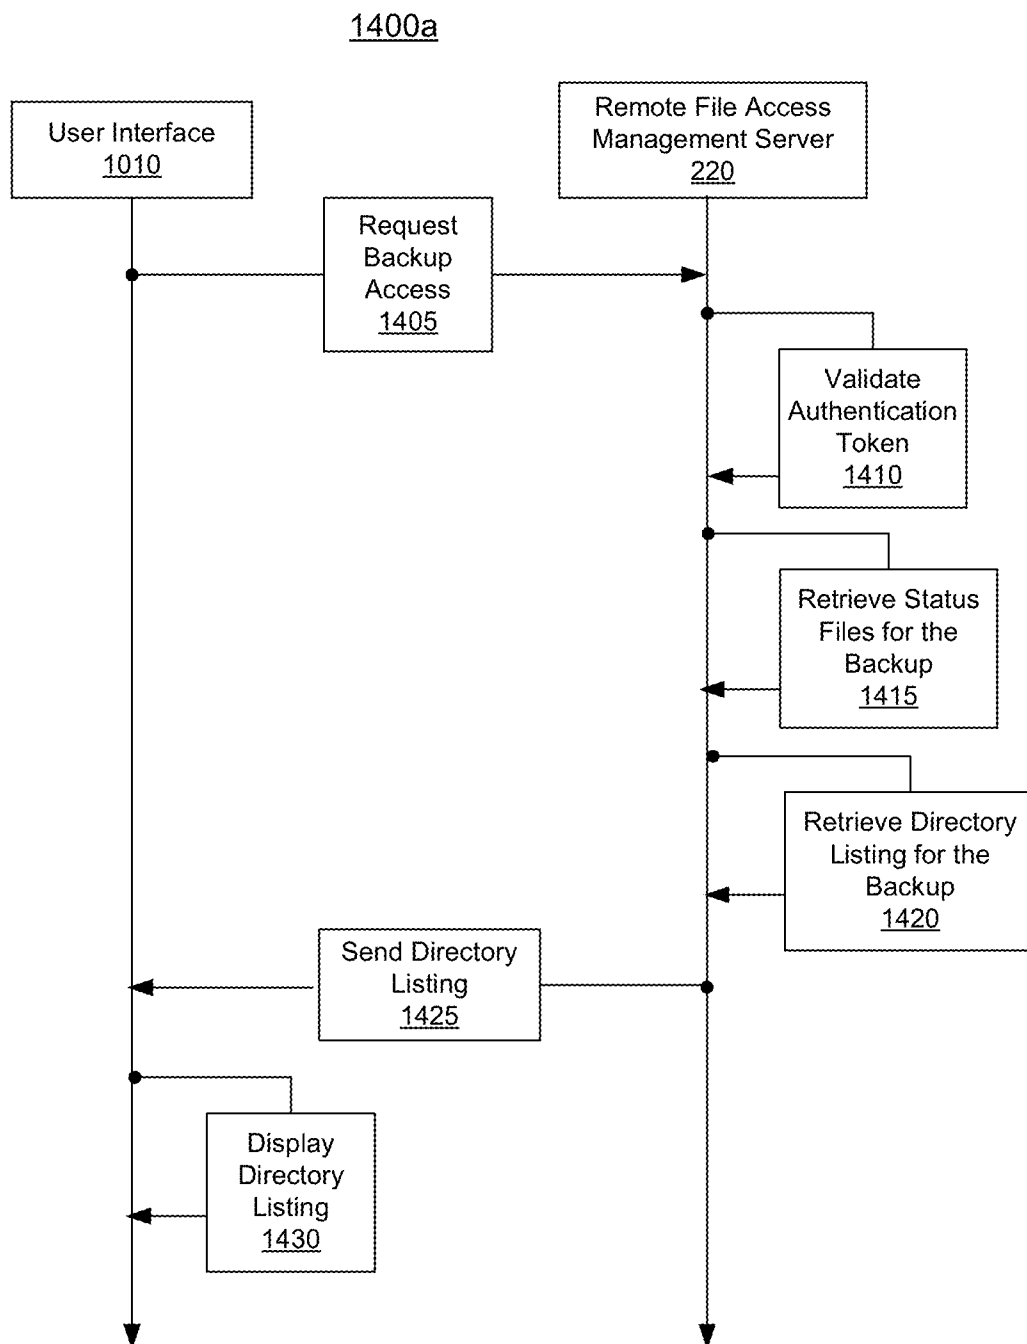 1400a
User Interface
1010
Remote File Access
Management Server
220
Request
Backup
Access
1405
Validate
Authentication
Token
1410
Retrieve Status
Files for the
Backup
1415
Retrieve Directory
Listing for the
Backup
1420
Send Directory
Listing
1425
Display
Directory
Listing
1430